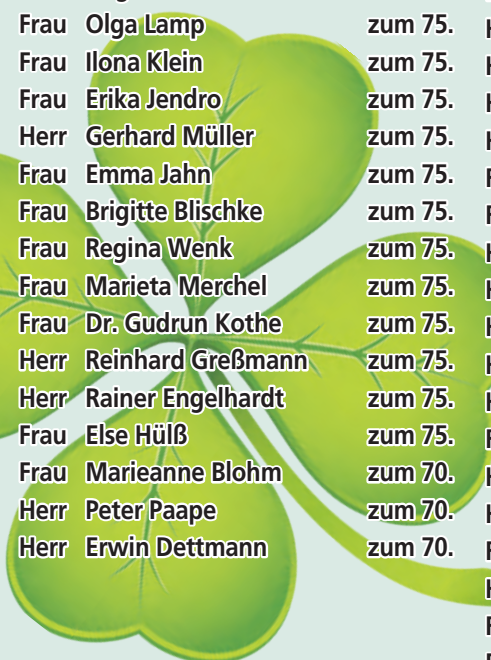 Frau Olga Lamp zum 75.
Frau Ilona Klein zum 75.
Frau Erika Jendro zum 75.
Herr Gerhard Müller zum 75.
Frau Emma Jahn zum 75.
Frau Brigitte Blischke zum 75.
Frau Regina Wenk zum 75.
Frau Marieta Merchel zum 75.
Frau Dr. Gudrun Kothe zum 75.
Herr Reinhard Greßmann zum 75.
Herr Rainer Engelhardt zum 75.
Frau Else Hülß zum 75.
Frau Marieanne Blohm zum 70.
Herr Peter Paape zum 70.
Herr Erwin Dettmann zum 70.